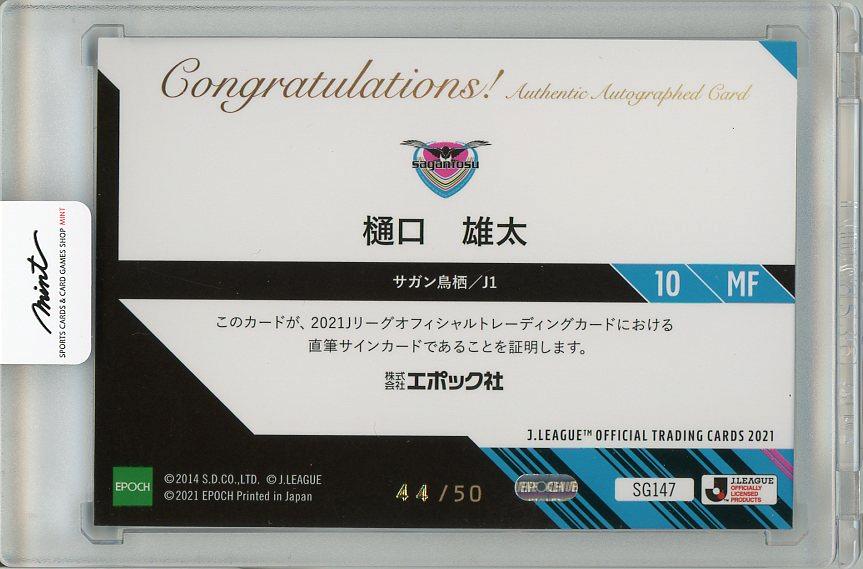 Congratulations! Authentic Autographed Card
sagantosu
樋口 雄太
サガン鳥栖／J1
10 MF
このカードが、2021Jリーグオフィシャルトレーディングカードにおける
直筆サインカードであることを証明します。
株式会社エポック社
J.LEAGUE™ OFFICIAL TRADING CARDS 2021
EPOCH
©2014 S.D.CO.,LTD. © J.LEAGUE
©2021 EPOCH Printed in Japan
44/50
SG147
J.LEAGUE
OFFICIALLY
LICENSED
PRODUCTS
mint
SPORTS CARDS & CARD GAMES SHOP MINT